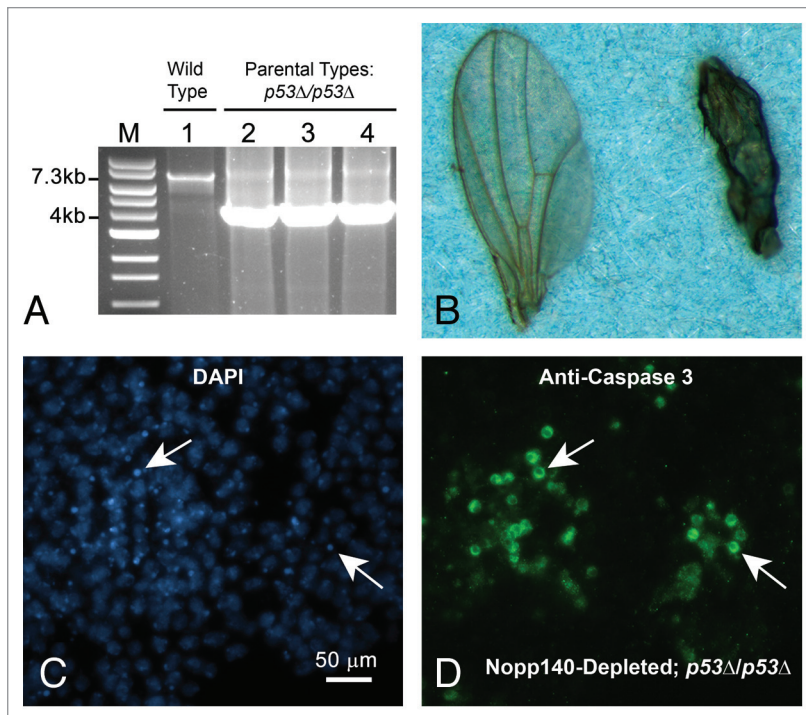 Wild
Type
Parental Types:
p53Δ/p53Δ
M
1
2
3
4
7.3kb
4kb
A
B
DAPI
50 μm
C
Anti-Caspase 3
D
Nopp140-Depleted; p53Δ/p53Δ